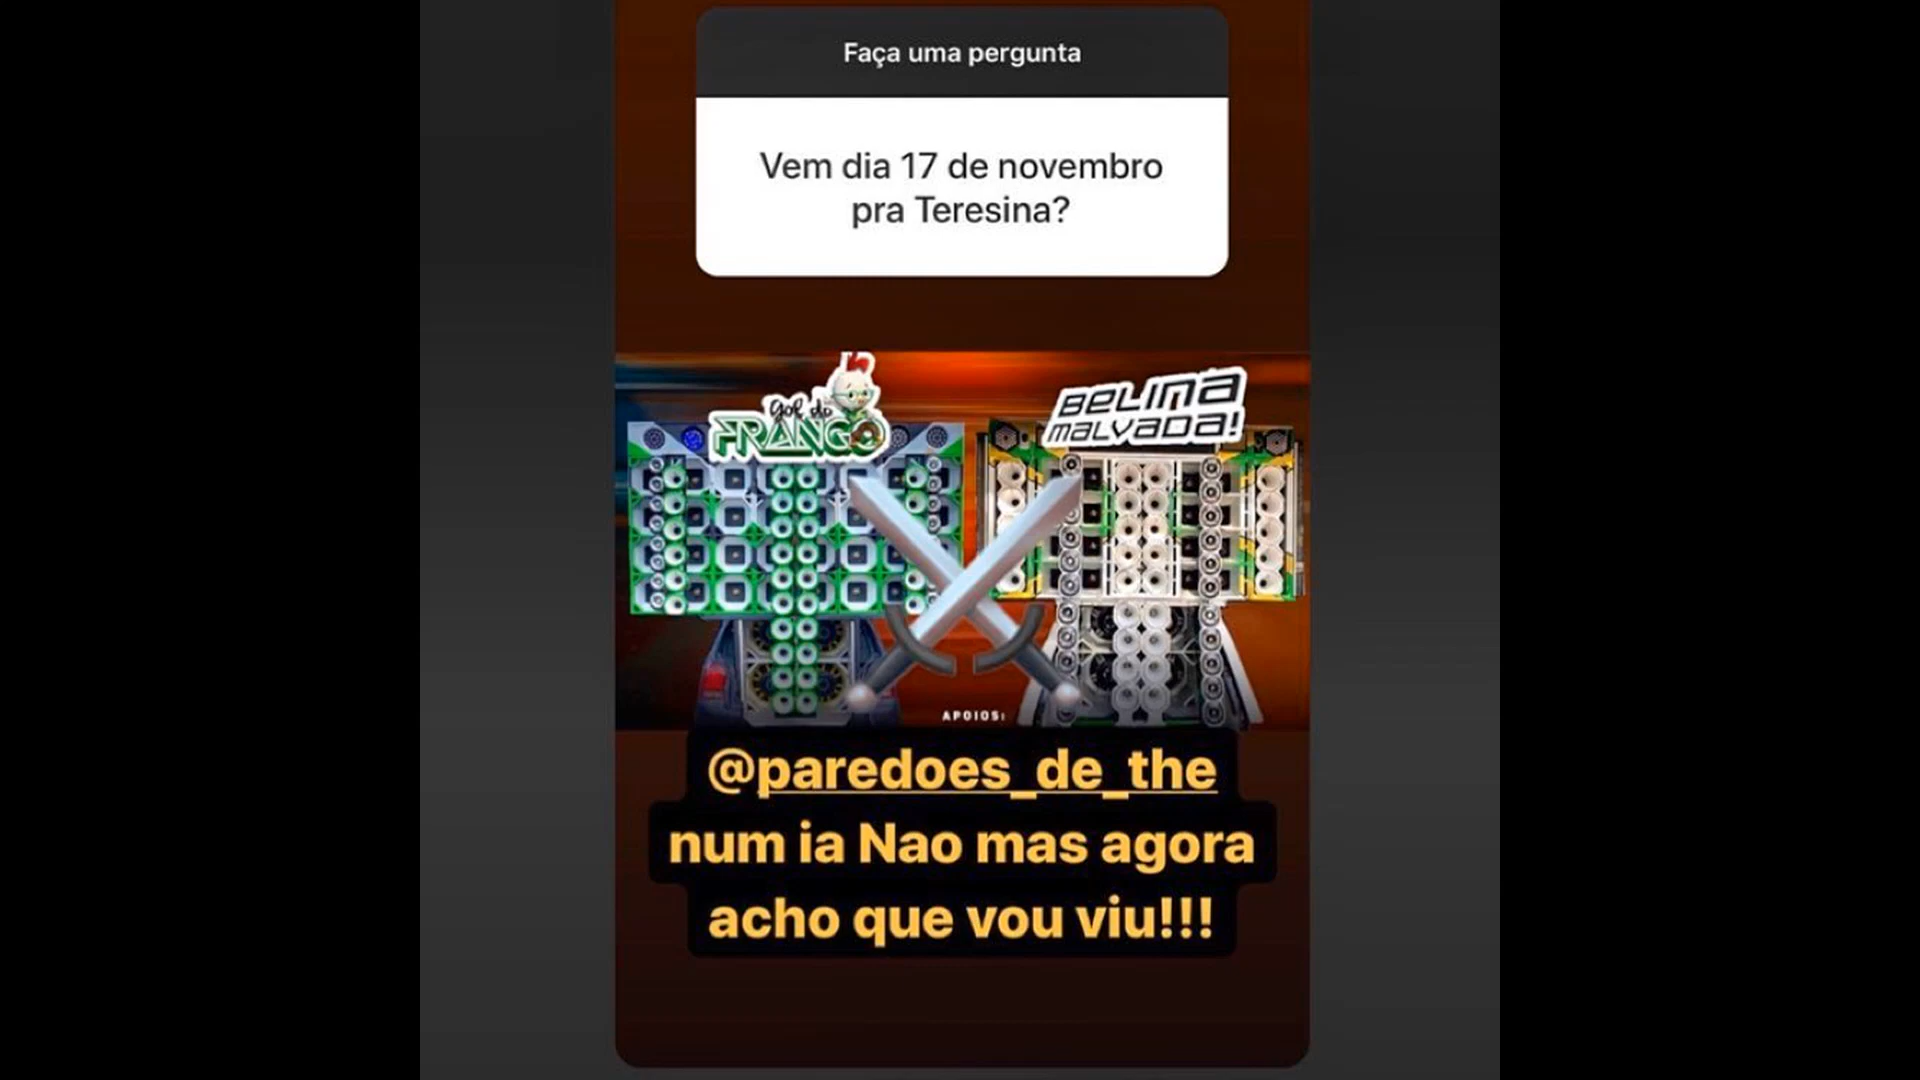 Faça uma pergunta
Vem dia 17 de novembro
pra Teresina?
gol do
FRANGO
BELINA
MALVADA!
APOIOS:
@paredoes_de_the
num ia Nao mas agora
acho que vou viu!!!